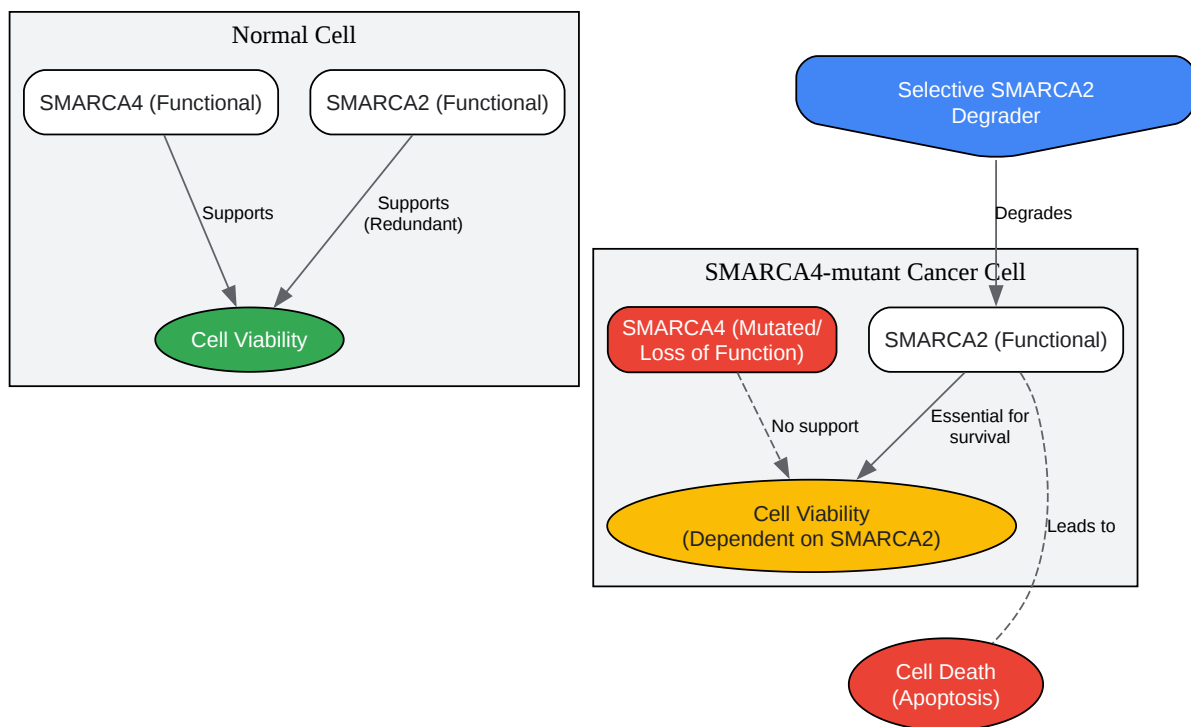 Normal Cell
SMARCA4 (Functional)
SMARCA2 (Functional)
Supports
Supports
(Redundant)
Cell Viability
Selective SMARCA2
Degrader
Degrades
SMARCA4-mutant Cancer Cell
SMARCA4 (Mutated/
Loss of Function)
SMARCA2 (Functional)
No support
Essential for
survival
Cell Viability
(Dependent on SMARCA2)
Leads to
Cell Death
(Apoptosis)